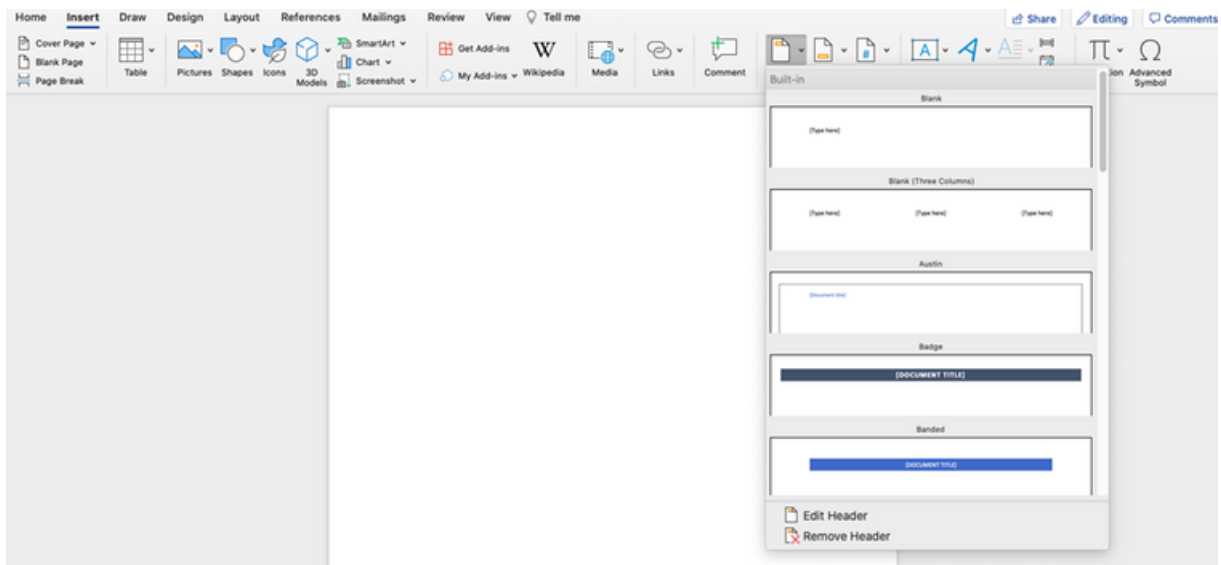 Home Insert Draw Design Layout References Mailings Review View Tell me Share Editing Comments
Cover Page
Blank Page
Page Break
Table
Pictures Shapes Icons 3D Models
SmartArt
Chart
Screenshot
Get Add-ins
My Add-ins
W
Wikipedia
Media
Links
Comment
A
A
A
#
π
Ω
ion Advanced Symbol
Built-in
Blank
[Type here]
Blank (Three Columns)
[Type here] [Type here] [Type here]
Austin
[Document title]
Badge
[DOCUMENT TITLE]
Banded
[DOCUMENT TITLE]
Edit Header
Remove Header